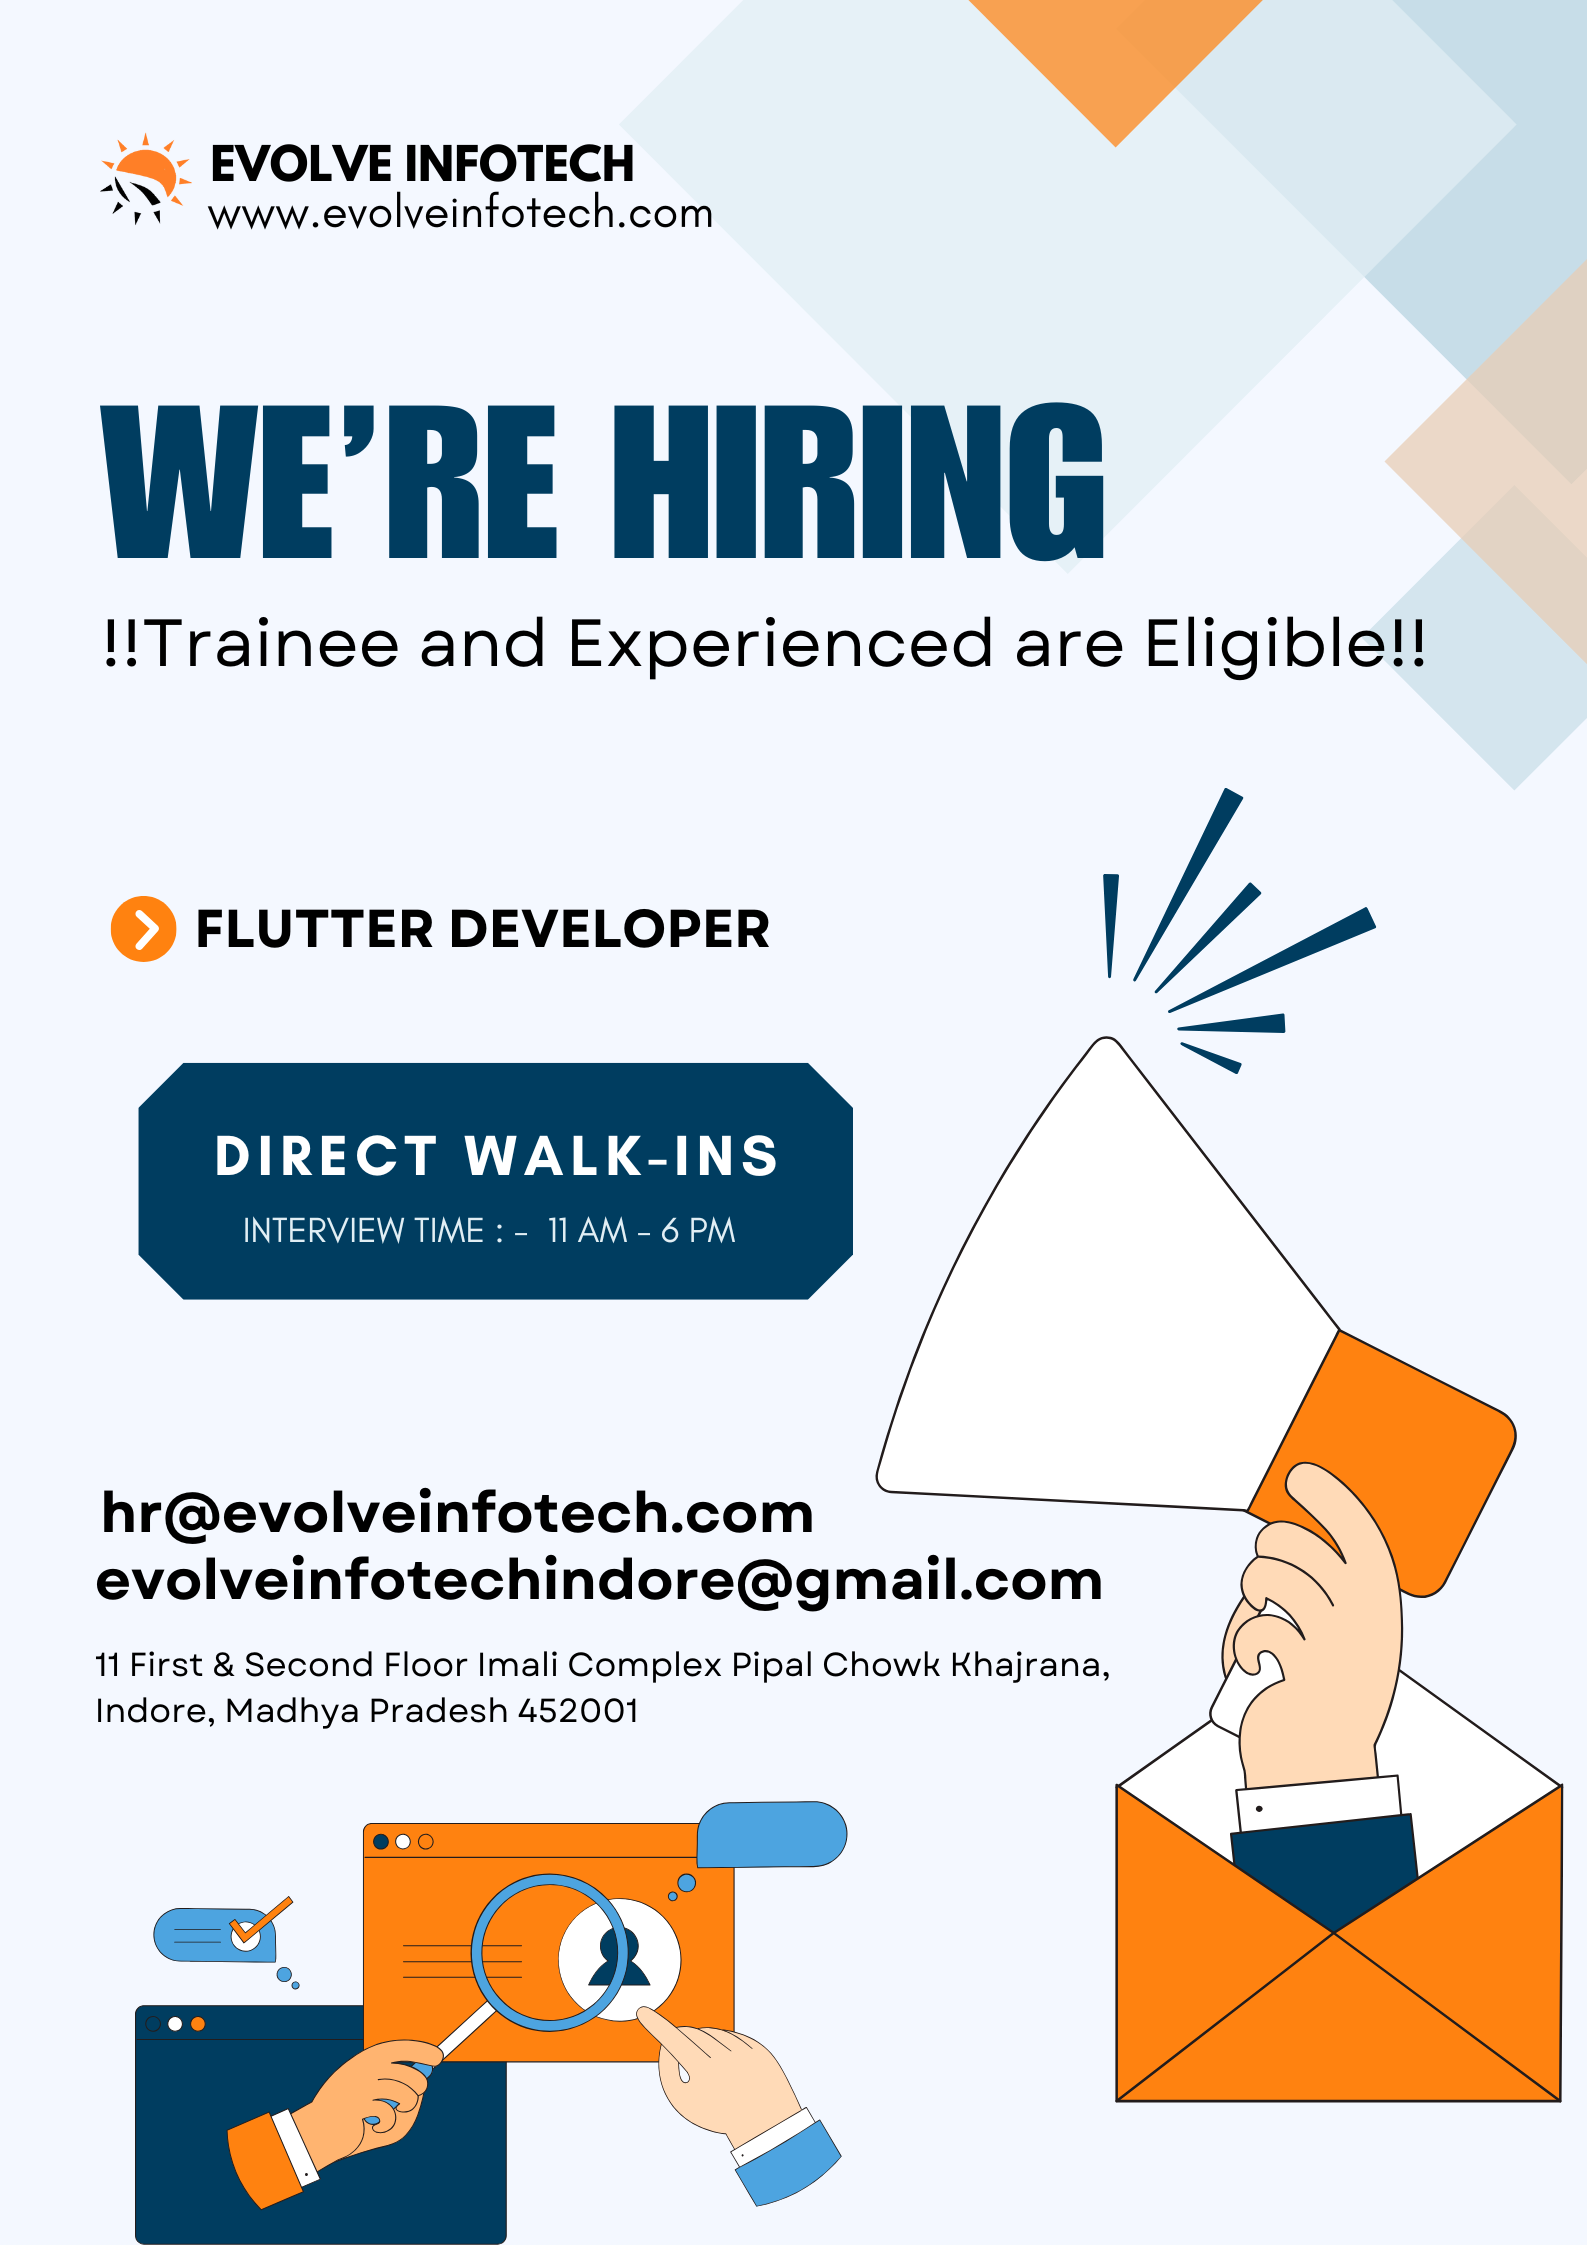 EVOLVE INFOTECH
www.evolveinfotech.com
WE'RE HIRING
!!Trainee and Experienced are Eligible!!
FLUTTER DEVELOPER
DIRECT WALK-INS
INTERVIEW TIME : - 11 AM - 6 PM
hr@evolveinfotech.com
evolveinfotechindore@gmail.com
11 First & Second Floor Imali Complex Pipal Chowk Khajrana,
Indore, Madhya Pradesh 452001